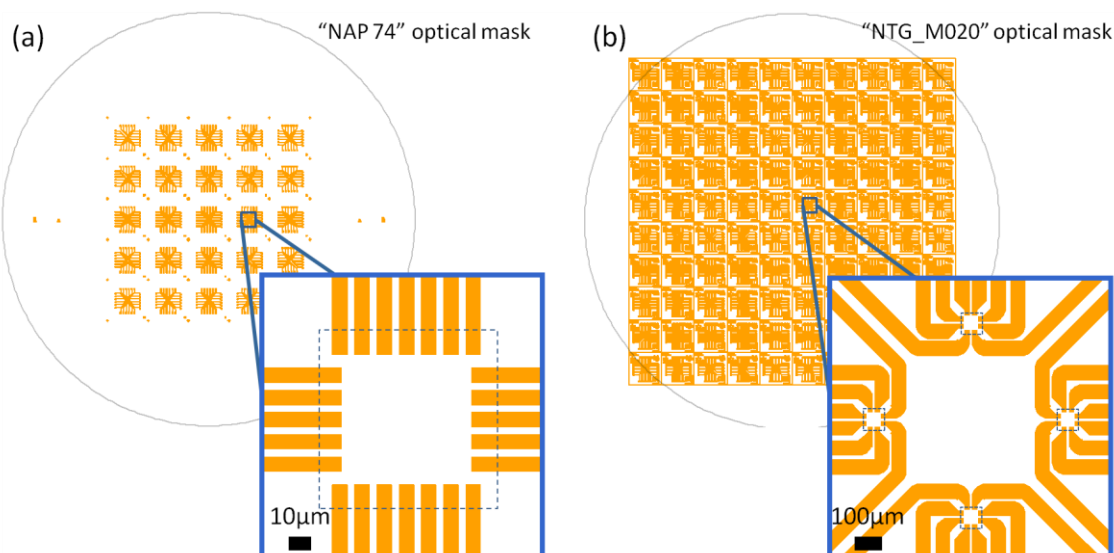 (a)
“NAP 74” optical mask
(b)
“NTG_M020” optical mask
10μm
100μm